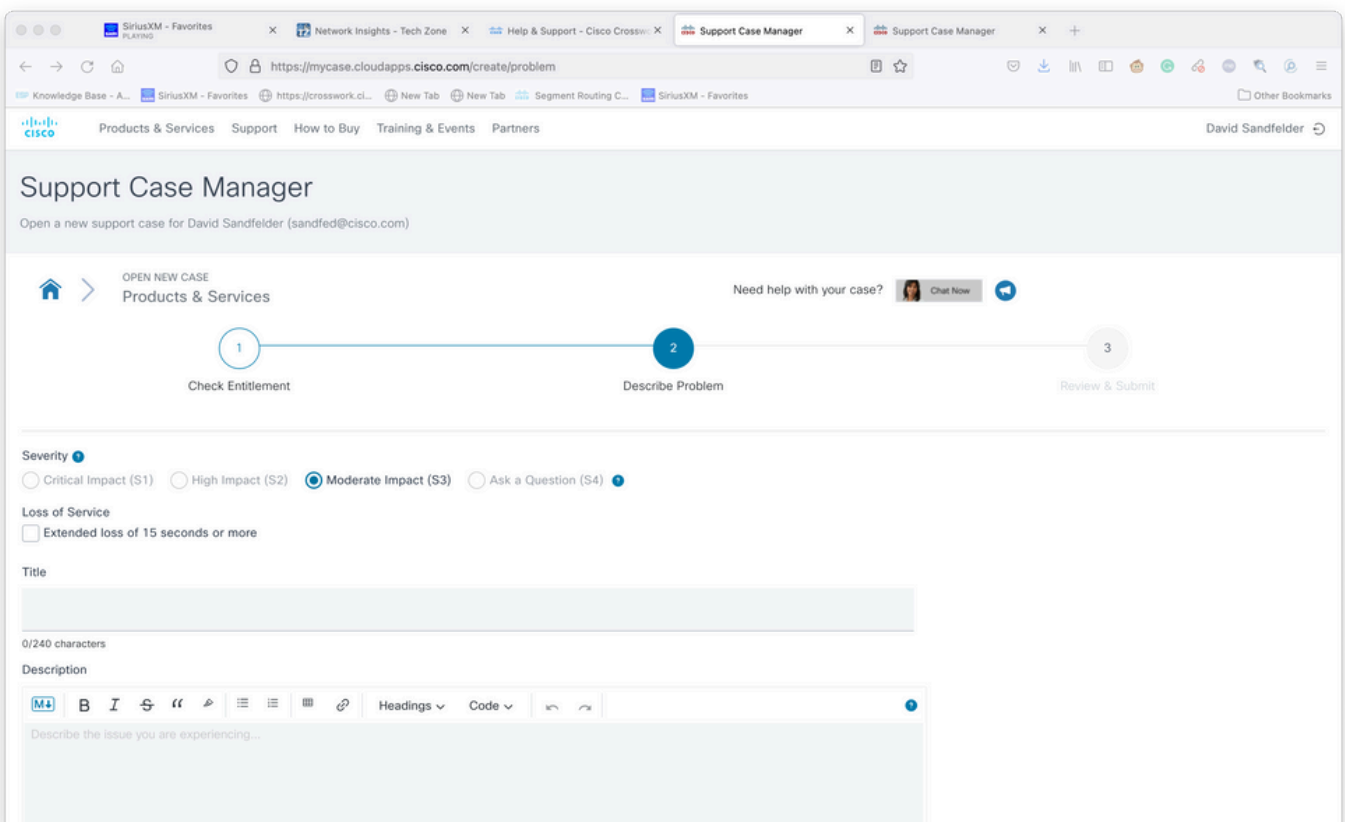 SiriusXM - Favorites
PLAYING
Network Insights - Tech Zone
Help & Support - Cisco Crosswo
Support Case Manager
Support Case Manager
https://mycase.cloudapps.cisco.com/create/problem
Knowledge Base - A...
SiriusXM - Favorites
https://crosswork.ci...
New Tab
New Tab
Segment Routing C...
SiriusXM - Favorites
Other Bookmarks
CISCO
Products & Services
Support
How to Buy
Training & Events
Partners
David Sandfelder
Support Case Manager
Open a new support case for David Sandfelder (sandfed@cisco.com)
OPEN NEW CASE
Products & Services
Need help with your case?
Chat Now
1
2
3
Check Entitlement
Describe Problem
Review & Submit
Severity ?
Critical Impact (S1)
High Impact (S2)
Moderate Impact (S3)
Ask a Question (S4) ?
Loss of Service
Extended loss of 15 seconds or more
Title
0/240 characters
Description
M B I S Headings Code ?
Describe the issue you are experiencing...